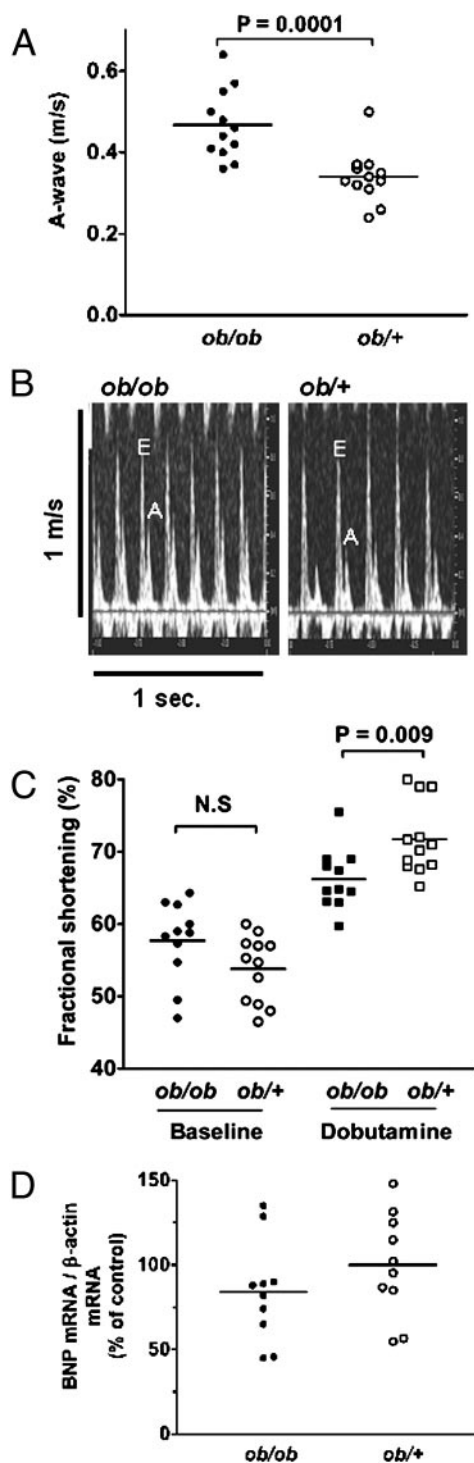 A
P = 0.0001
A-wave (m/s)
0.6
0.4
0.2
0.0
ob/ob
ob/+
B
ob/ob
ob/+
1 m/s
E
A
E
A
1 sec.
C
P = 0.009
N.S
Fractional shortening (%)
80
70
60
50
40
ob/ob
ob/+
ob/ob
ob/+
Baseline
Dobutamine
D
BNP mRNA / β-actin
mRNA
(% of control)
150
100
50
0
ob/ob
ob/+